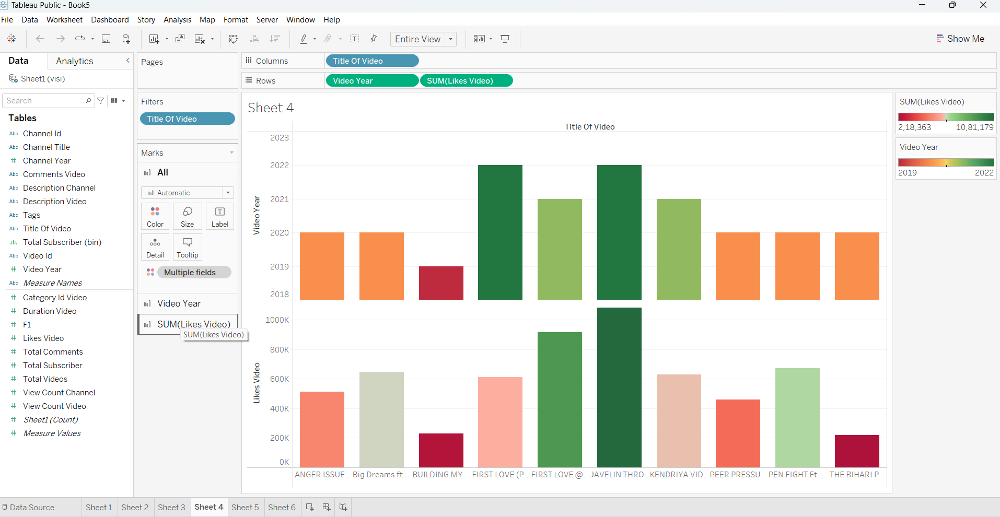 Tableau Public - Book5
File Data Worksheet Dashboard Story Analysis Map Format Server Window Help
Entire View
Show Me
Data Analytics
Sheet1 (visi)
Search
Tables
Abc Channel Id
Abc Channel Title
# Channel Year
Abc Comments Video
Abc Description Channel
Abc Description Video
Abc Tags
Abc Title Of Video
Total Subscriber (bin)
Abc Video Id
# Video Year
Abc Measure Names
# Category Id Video
# Duration Video
# F1
# Likes Video
# Total Comments
# Total Subscriber
# Total Videos
# View Count Channel
# View Count Video
# Sheet1 (Count)
# Measure Values
Pages
Filters
Title Of Video
Marks
All
Automatic
Color Size Label
Detail Tooltip
Multiple fields
Video Year
SUM(Likes Video)
SUM(Likes Video)
Columns Title Of Video
Rows Video Year SUM(Likes Video)
Sheet 4
Title Of Video
Video Year
2023
2022
2021
2020
2019
2018
Likes Video
1000K
800K
600K
400K
200K
0K
ANGER ISSUE.. Big Dreams ft... BUILDING MY .. FIRST LOVE (P.. FIRST LOVE @.. JAVELIN THRO.. KENDRIYA VID.. PEER PRESSU.. PEN FIGHT Ft. .. THE BIHARI P..
SUM(Likes Video)
2,18,363 10,81,179
Video Year
2019 2022
Data Source Sheet 1 Sheet 2 Sheet 3 Sheet 4 Sheet 5 Sheet 6